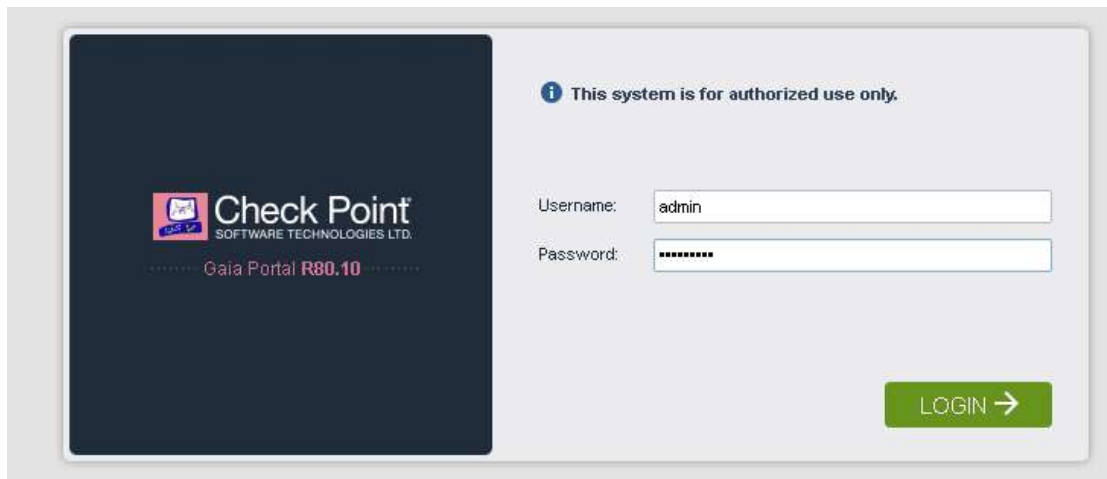 This system is for authorized use only.
Check Point
SOFTWARE TECHNOLOGIES LTD.
Gaia Portal R80.10
Username: admin
Password: •••••••••
LOGIN →